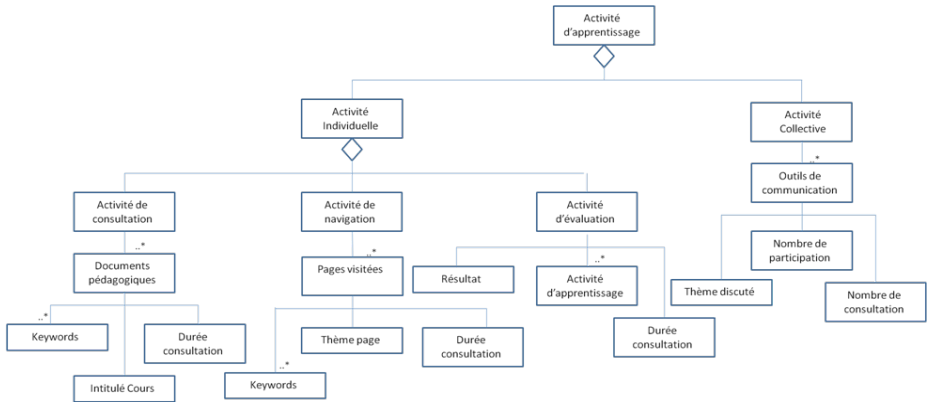 Activité
d'apprentissage
Activité
Individuelle
Activité
Collective
..*
Outils de
communication
Activité de
consultation
Activité de
navigation
Activité
d'évaluation
..*
..*
..*
Documents
pédagogiques
Pages visitées
Résultat
Activité
d'apprentissage
Nombre de
participation
Thème discuté
Nombre de
consultation
..*
Keywords
Durée
consultation
Thème page
Durée
consultation
Durée
consultation
..*
Intitulé Cours
Keywords